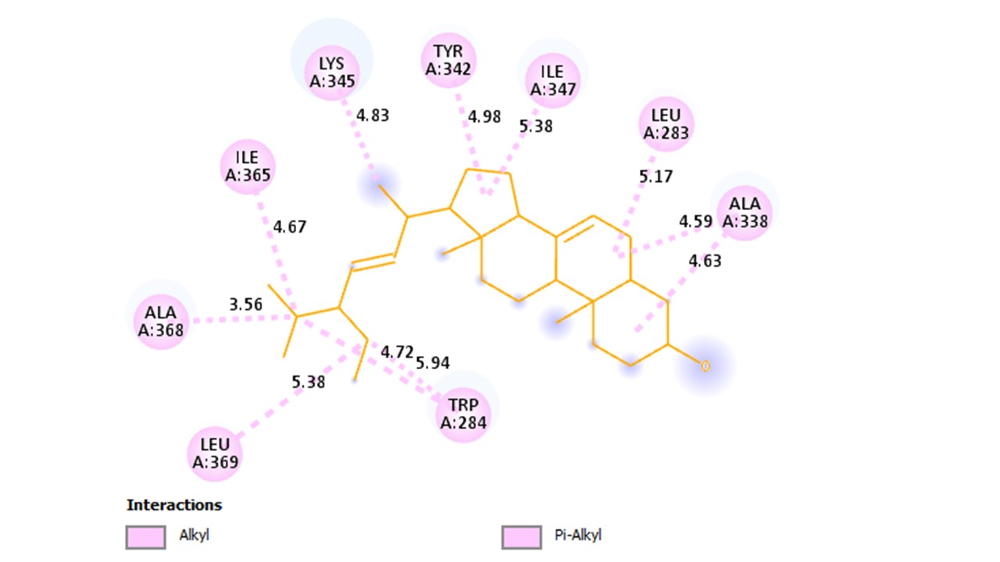 TYR
A:342
LYS
A:345
ILE
A:347
4.83
4.98
5.38
LEU
A:283
ILE
A:365
5.17
ALA
A:338
4.59
4.67
4.63
3.56
ALA
A:368
4.72
5.94
O
5.38
TRP
A:284
LEU
A:369
Interactions
Alkyl
Pi-Alkyl